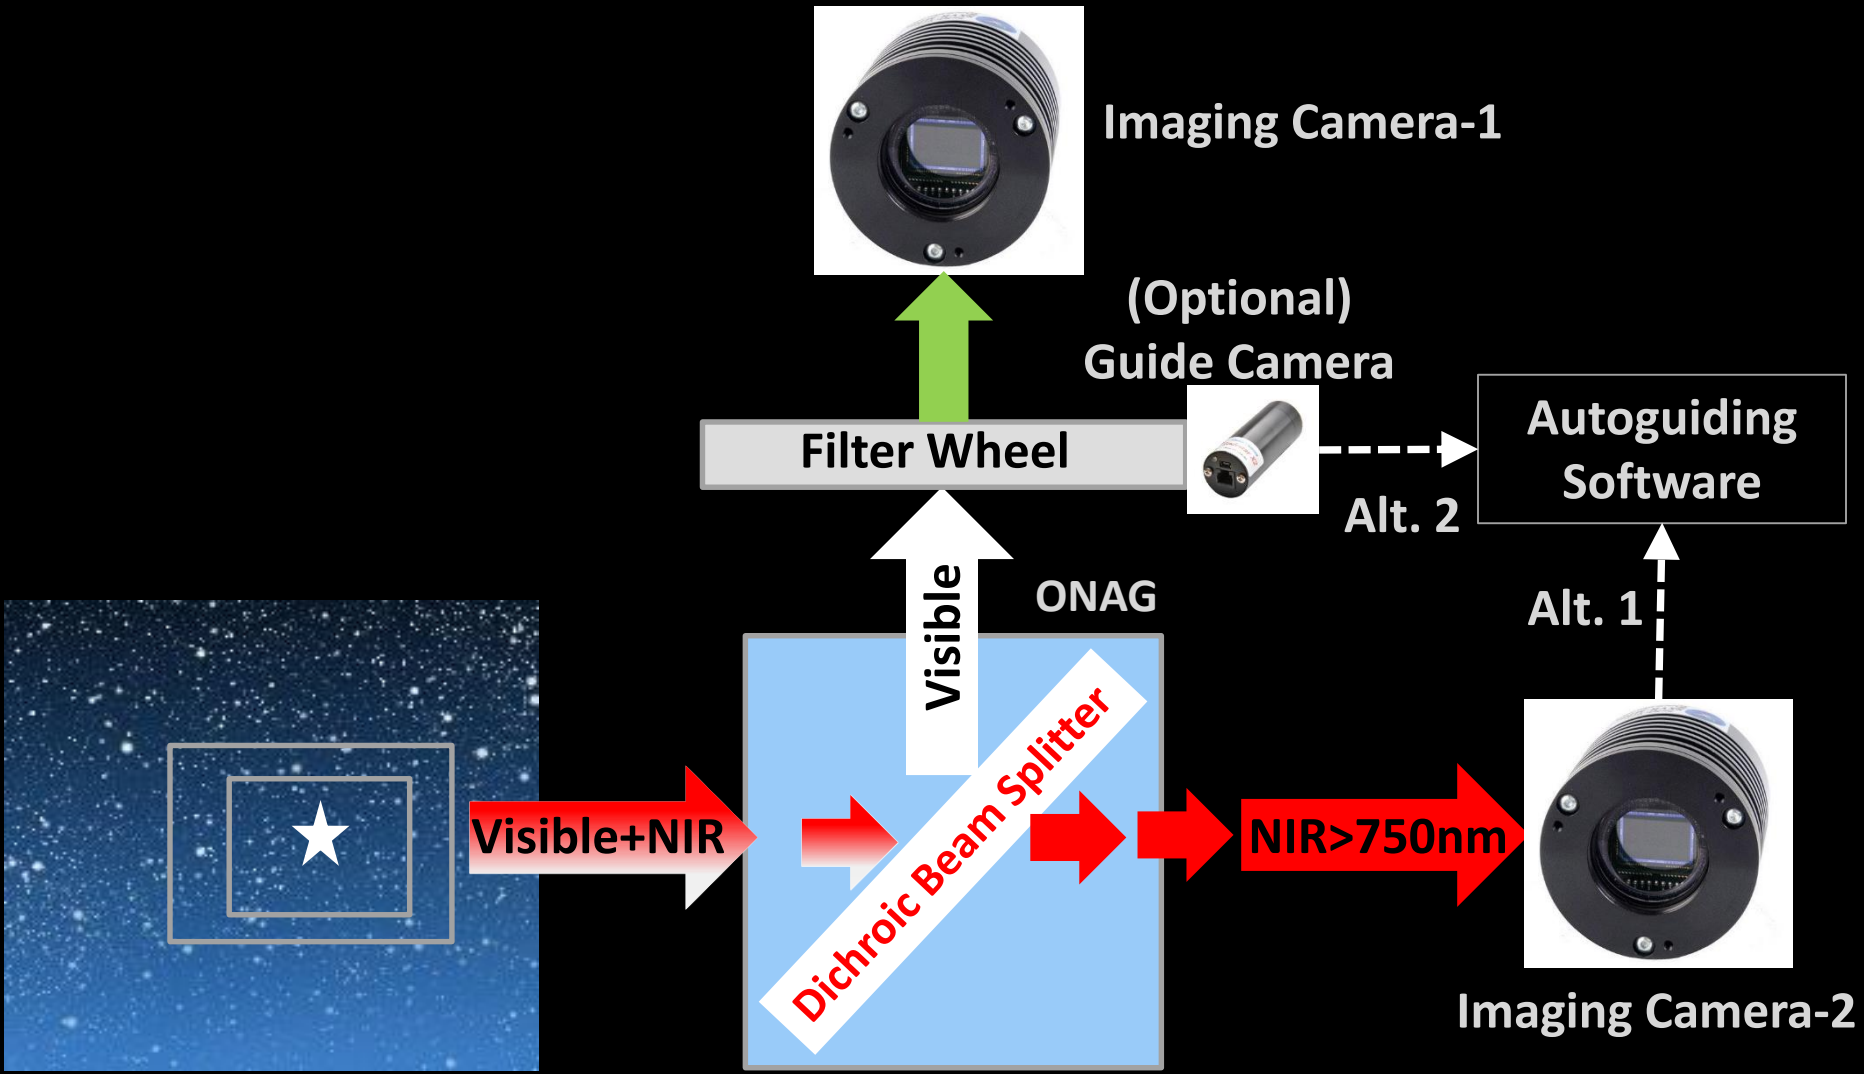 Imaging Camera-1
(Optional)
Guide Camera
Filter Wheel
Autoguiding
Software
Alt. 2
Visible
ONAG
Alt. 1
Visible+NIR
Dichroic Beam Splitter
NIR>750nm
Imaging Camera-2